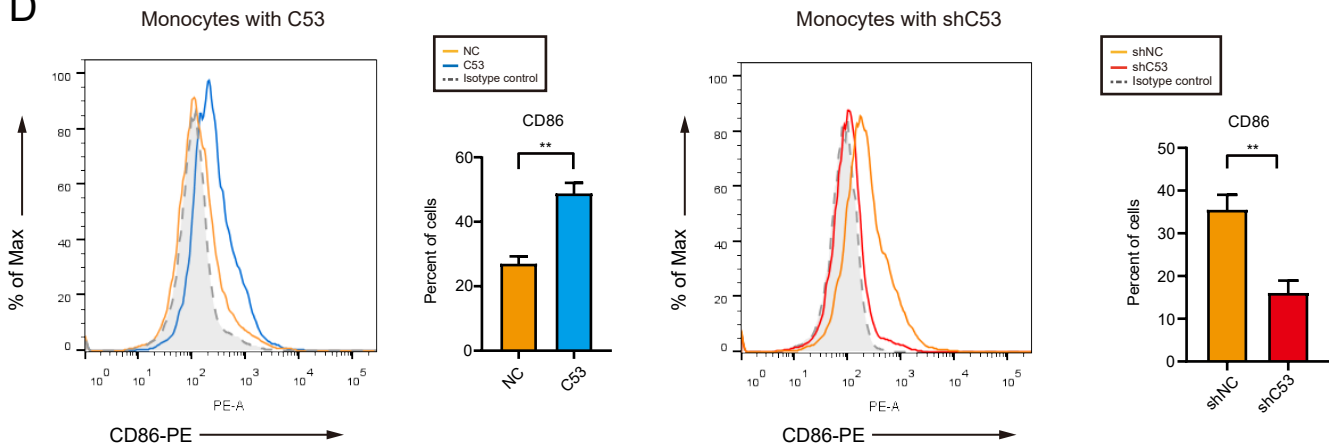 D
Monocytes with C53
% of Max
100
80
60
40
20
0
10^0 10^1 10^2 10^3 10^4 10^5
PE-A
CD86-PE
NC
C53
Isotype control
CD86
**
Percent of cells
60
40
20
0
NC C53
Monocytes with shC53
% of Max
100
80
60
40
20
0
10^0 10^1 10^2 10^3 10^4 10^5
PE-A
CD86-PE
shNC
shC53
Isotype control
CD86
**
Percent of cells
50
40
30
20
10
0
shNC shC53